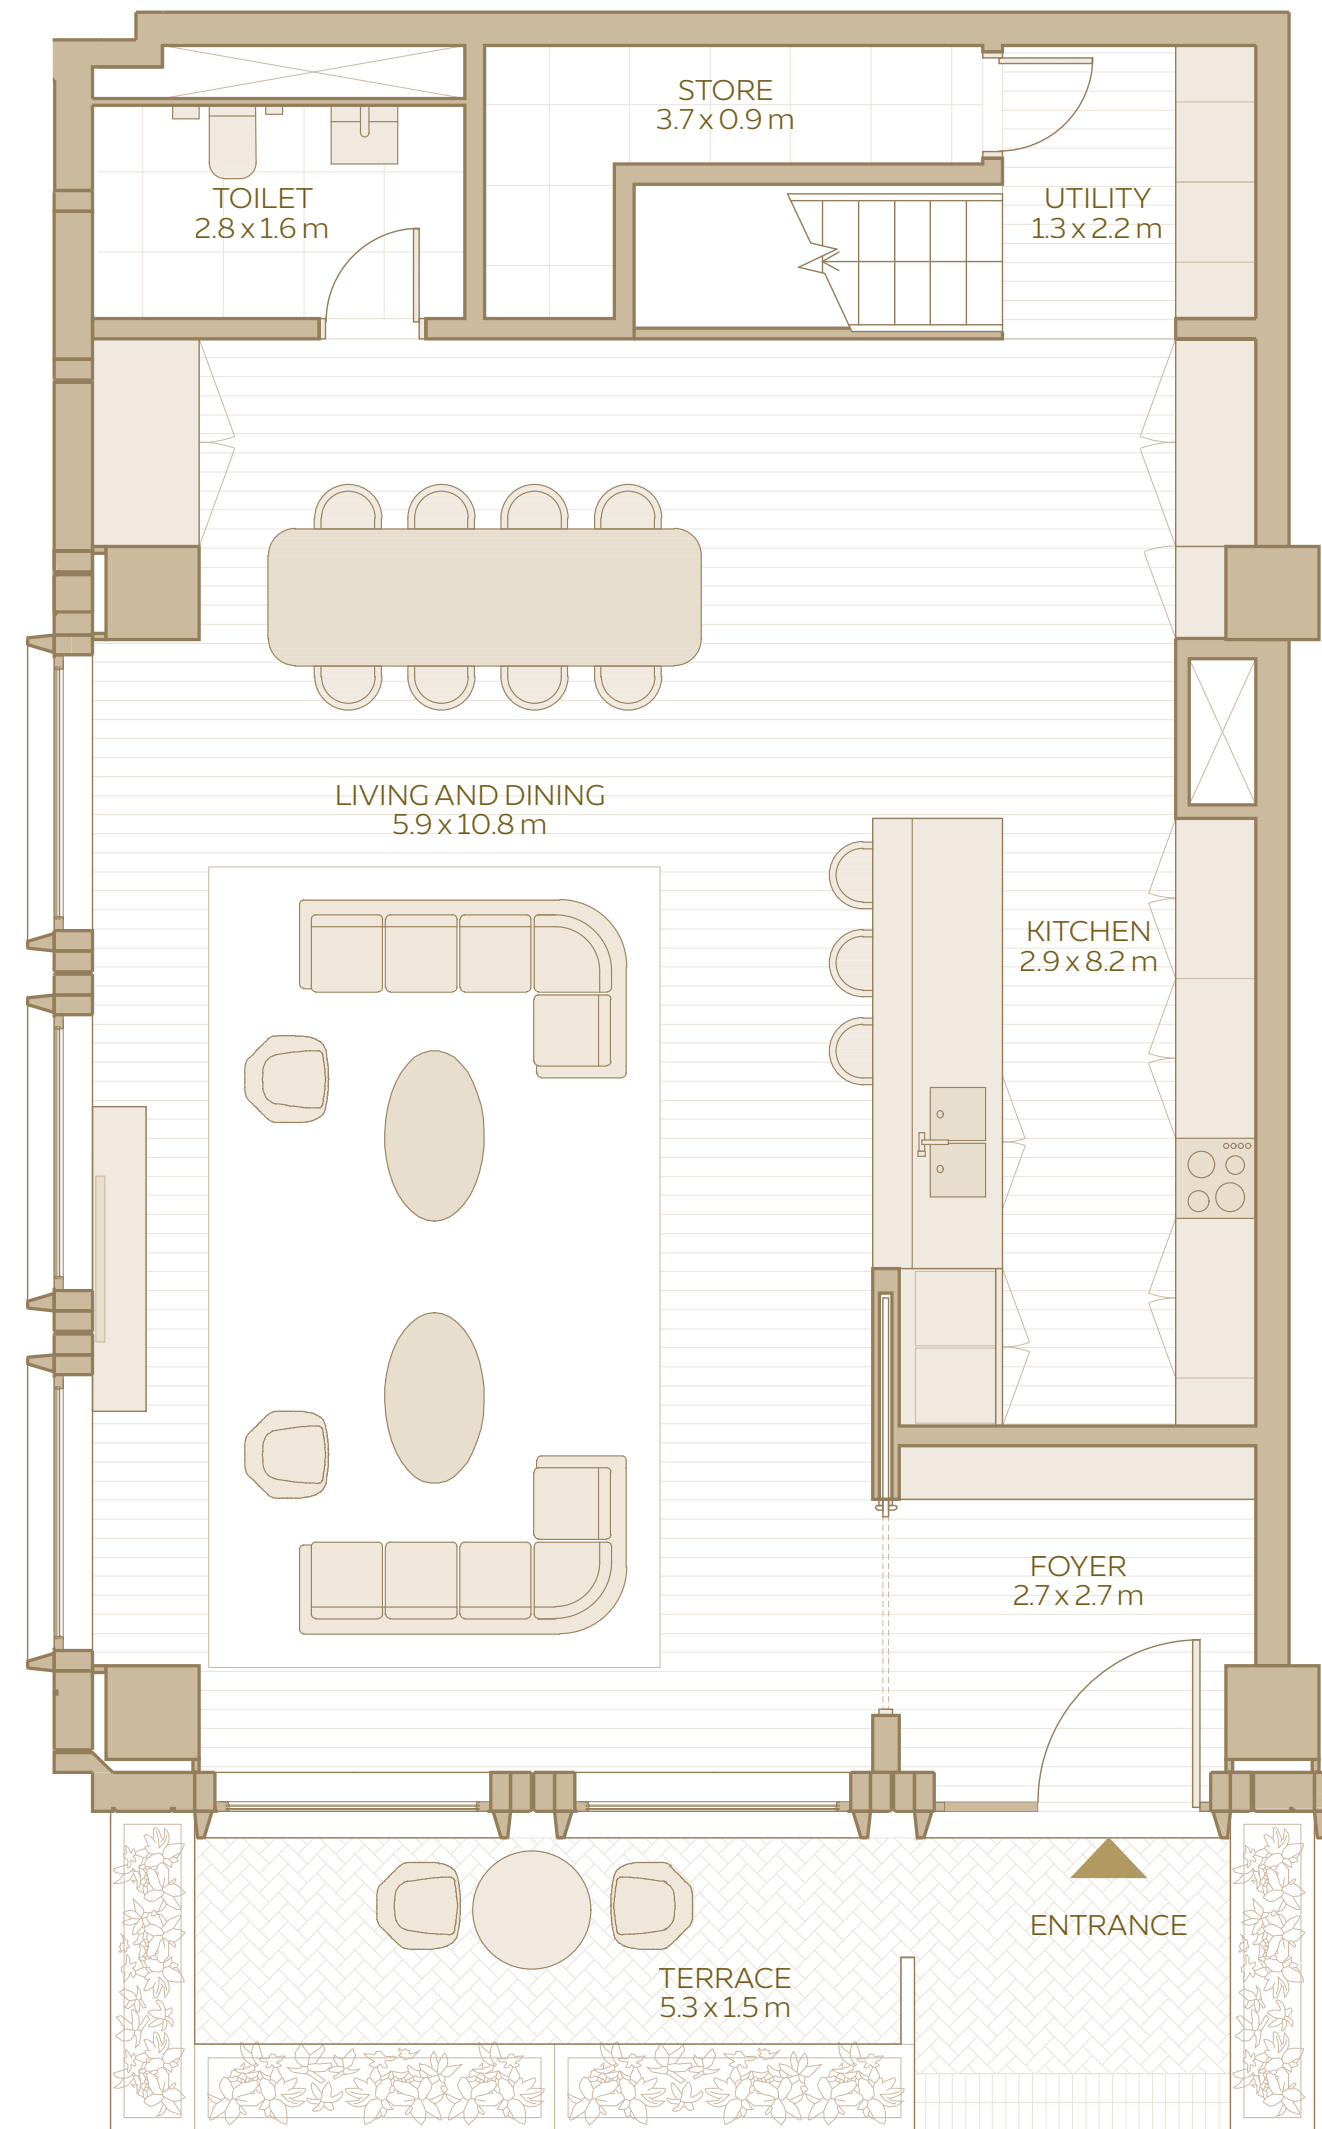 STORE
3.7 x 0.9 m
TOILET
2.8 x 1.6 m
UTILITY
1.3 x 2.2 m
LIVING AND DINING
5.9 x 10.8 m
KITCHEN
2.9 x 8.2 m
FOYER
2.7 x 2.7 m
ENTRANCE
TERRACE
5.3 x 1.5 m